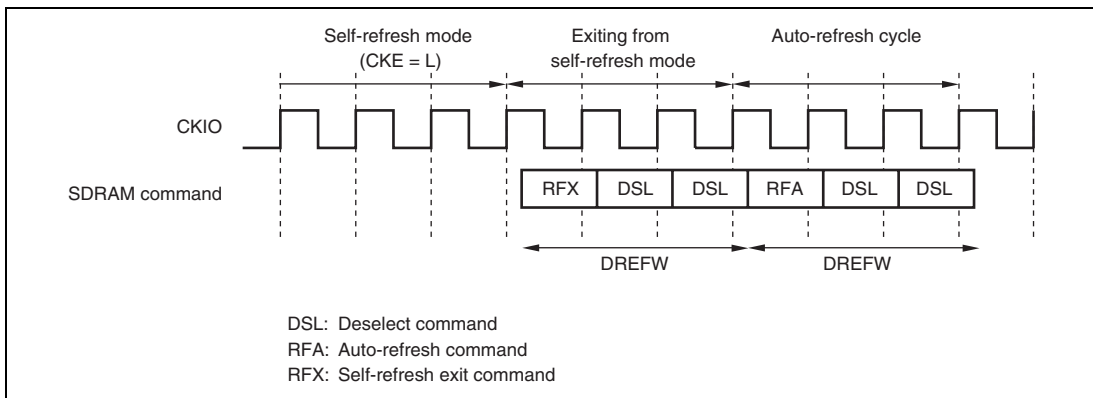 Self-refresh mode
(CKE = L)
Exiting from
self-refresh mode
Auto-refresh cycle
CKIO
SDRAM command
RFX DSL DSL RFA DSL DSL
DREFW DREFW
DSL: Deselect command
RFA: Auto-refresh command
RFX: Self-refresh exit command